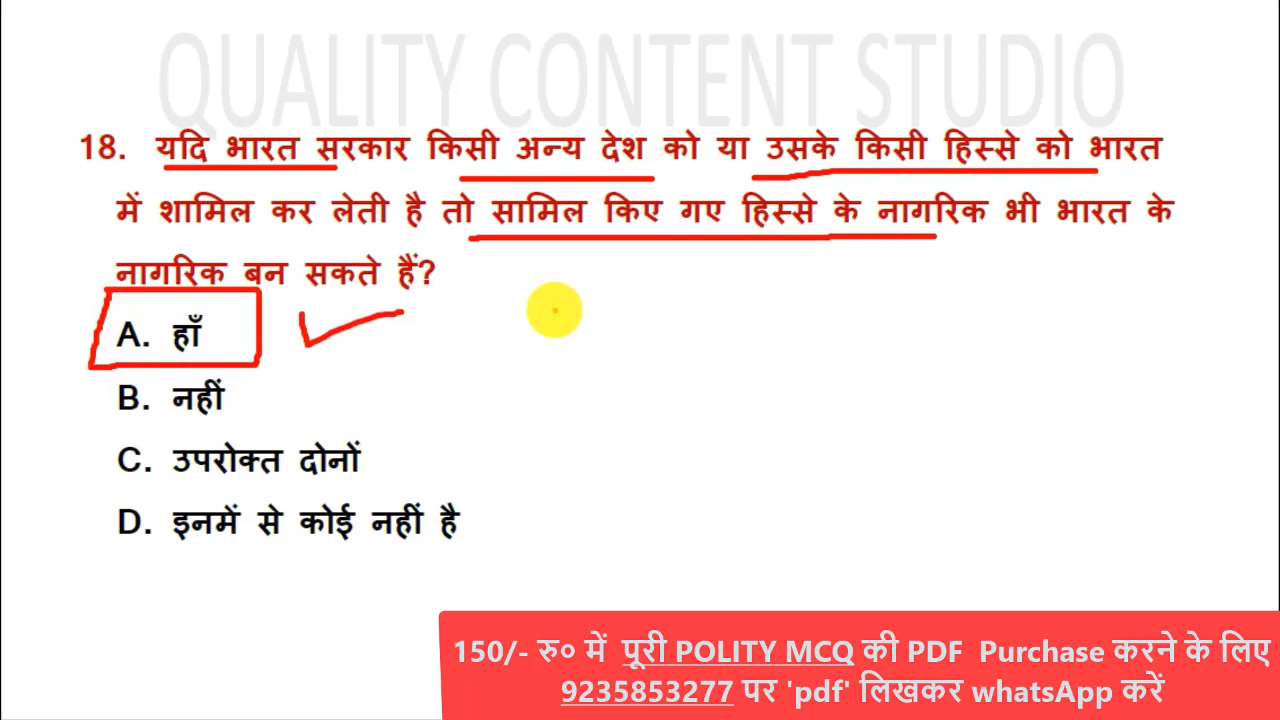 QUALITY CONTENT STUDIO
18. यदि भारत सरकार किसी अन्य देश को या उसके किसी हिस्से को भारत
में शामिल कर लेती है तो सामिल किए गए हिस्से के नागरिक भी भारत के
नागरिक बन सकते हैं?
A. हाँ
B. नहीं
C. उपरोक्त दोनों
D. इनमें से कोई नहीं है
150/- रु० में पूरी POLITY MCQ की PDF Purchase करने के लिए
9235853277 पर 'pdf' लिखकर whatsApp करें